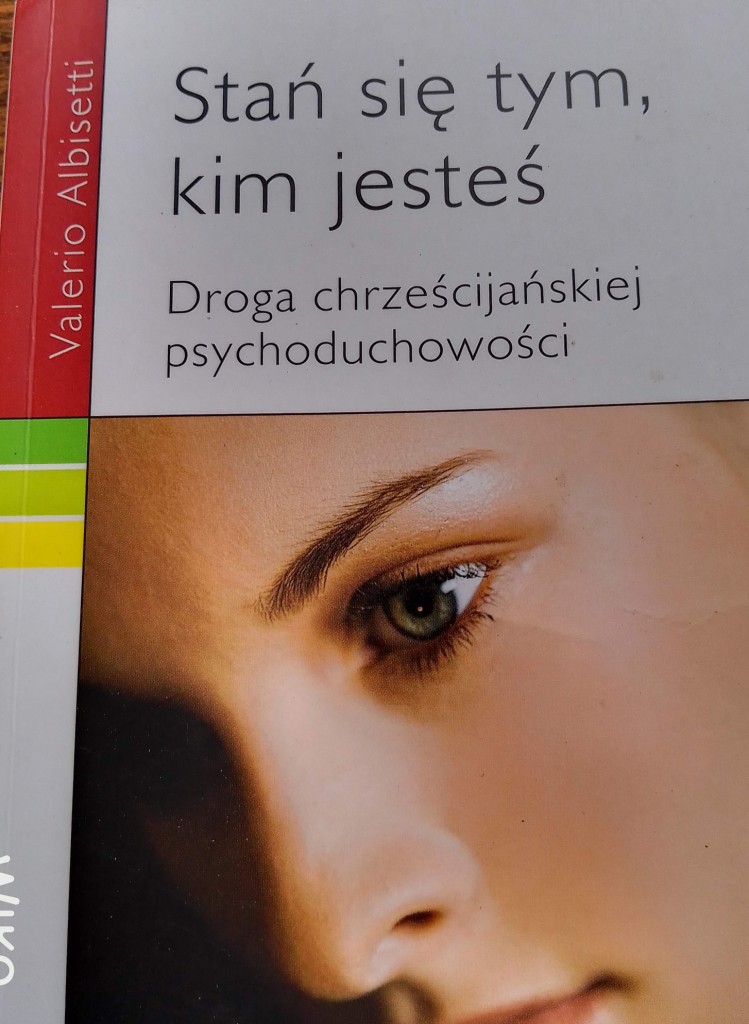 Valerio Albisetti
Stań się tym,
kim jesteś
Droga chrześcijańskiej
psychoduchowości